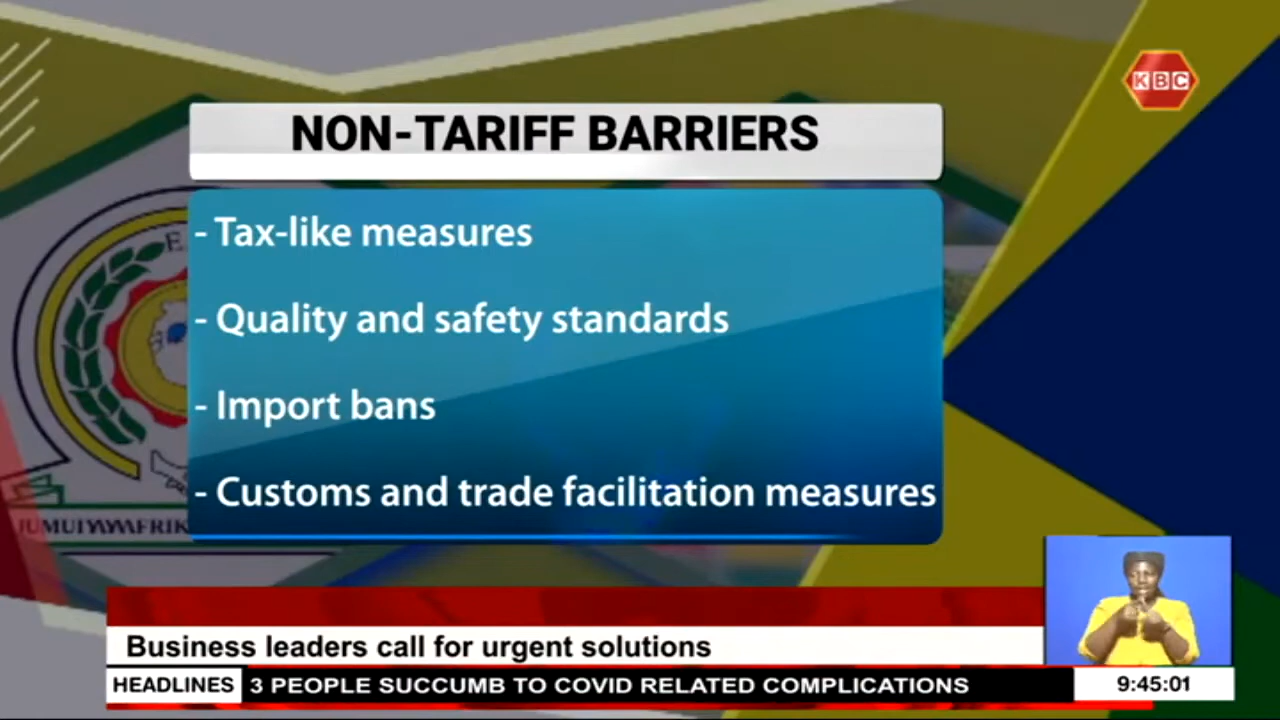 KBC
NON-TARIFF BARRIERS
- Tax-like measures
- Quality and safety standards
- Import bans
- Customs and trade facilitation measures
Business leaders call for urgent solutions
HEADLINES 3 PEOPLE SUCCUMB TO COVID RELATED COMPLICATIONS 9:45:01